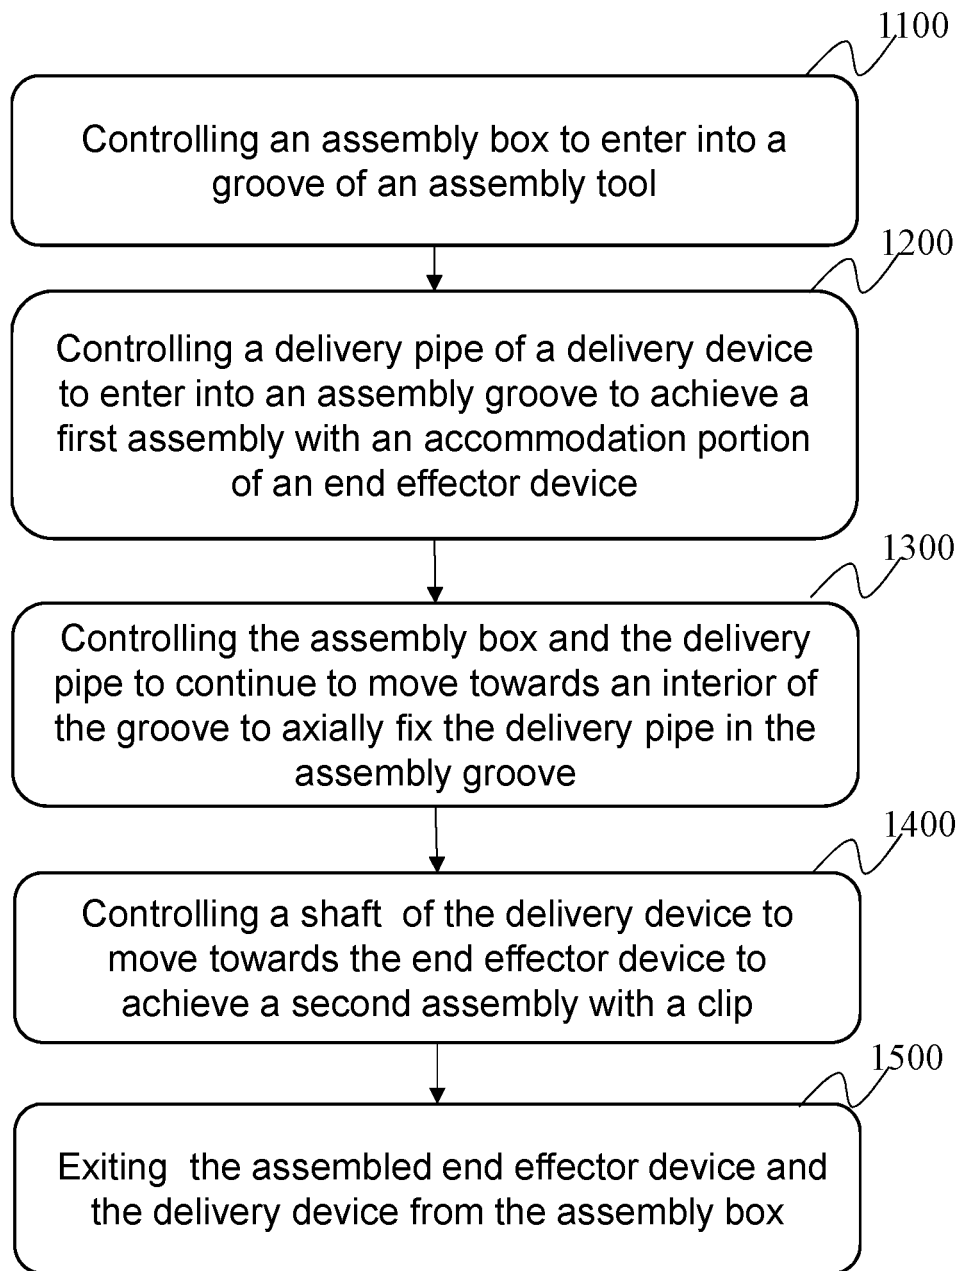 1100
Controlling an assembly box to enter into a
groove of an assembly tool
1200
Controlling a delivery pipe of a delivery device
to enter into an assembly groove to achieve a
first assembly with an accommodation portion
of an end effector device
1300
Controlling the assembly box and the delivery
pipe to continue to move towards an interior of
the groove to axially fix the delivery pipe in the
assembly groove
1400
Controlling a shaft  of the delivery device to
move towards the end effector device to
achieve a second assembly with a clip
1500
Exiting  the assembled end effector device and
the delivery device from the assembly box